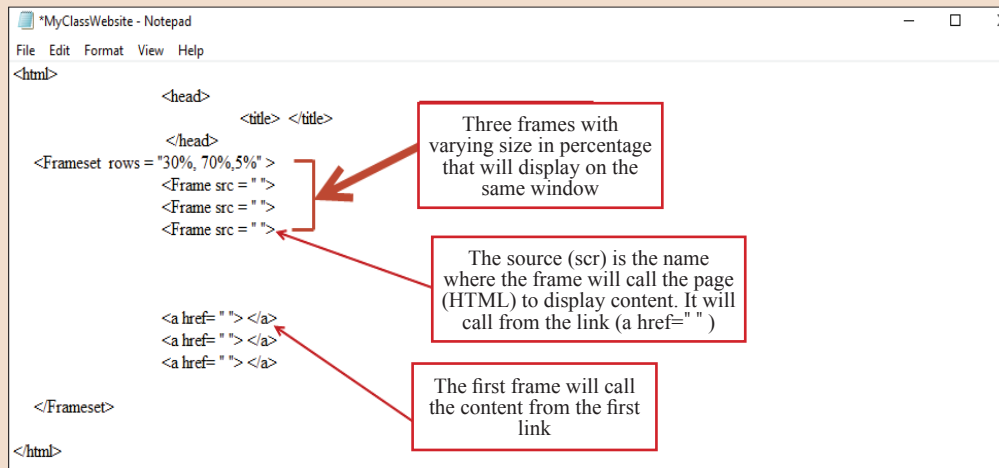 *MyClassWebsite - Notepad
File Edit Format View Help
<html>
<head>
<title> </title>
</head>
<Frameset rows = "30%, 70%,5%" >
<Frame src = " ">
<Frame src = " ">
<Frame src = " ">
<a href= " "> </a>
<a href= " "> </a>
<a href= " "> </a>
</Frameset>
</html>
Three frames with
varying size in percentage
that will display on the
same window
The source (scr) is the name
where the frame will call the page
(HTML) to display content. It will
call from the link (a href=" " )
The first frame will call
the content from the first
link